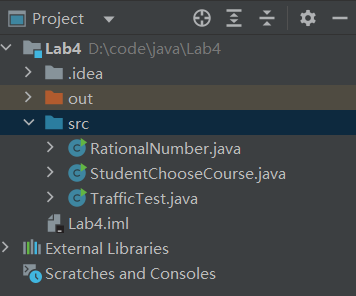 Project
Lab4 D:\code\java\Lab4
.idea
out
src
RationalNumber.java
StudentChooseCourse.java
TrafficTest.java
Lab4.iml
External Libraries
Scratches and Consoles